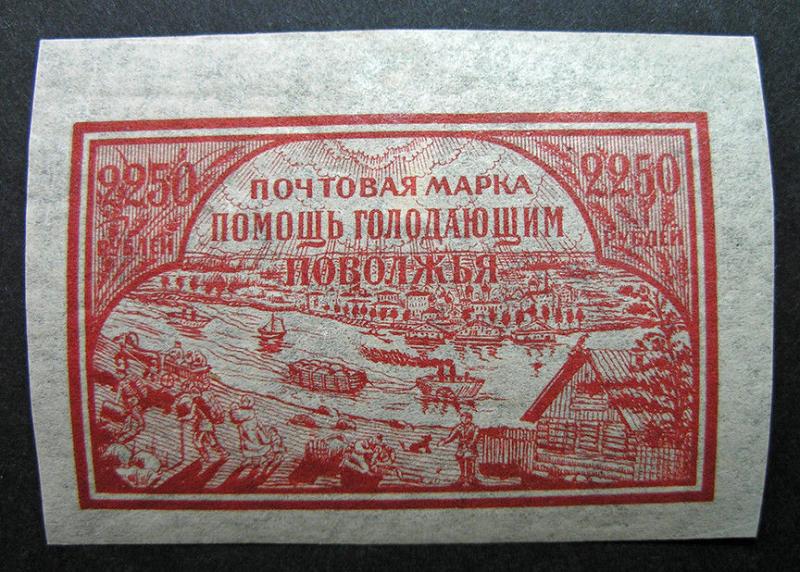 2250 РУБЛЕЙ
ПОЧТОВАЯ МАРКА
ПОМОЩЬ ГОЛОДАЮЩИМ
ПОВОЛЖЬЯ
2250 РУБЛЕЙ